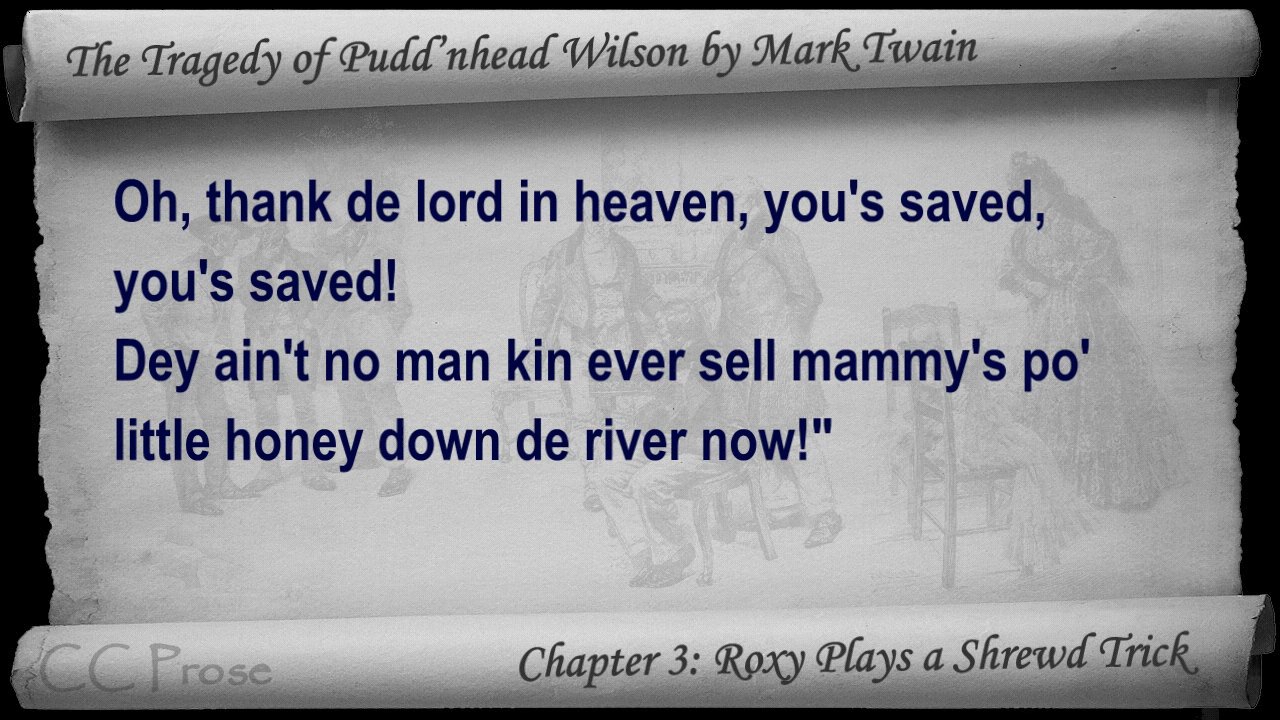 The Tragedy of Pudd'nhead Wilson by Mark Twain
Oh, thank de lord in heaven, you's saved,
you's saved!
Dey ain't no man kin ever sell mammy's po'
little honey down de river now!"
CC Prose
Chapter 3: Roxy Plays a Shrewd Trick